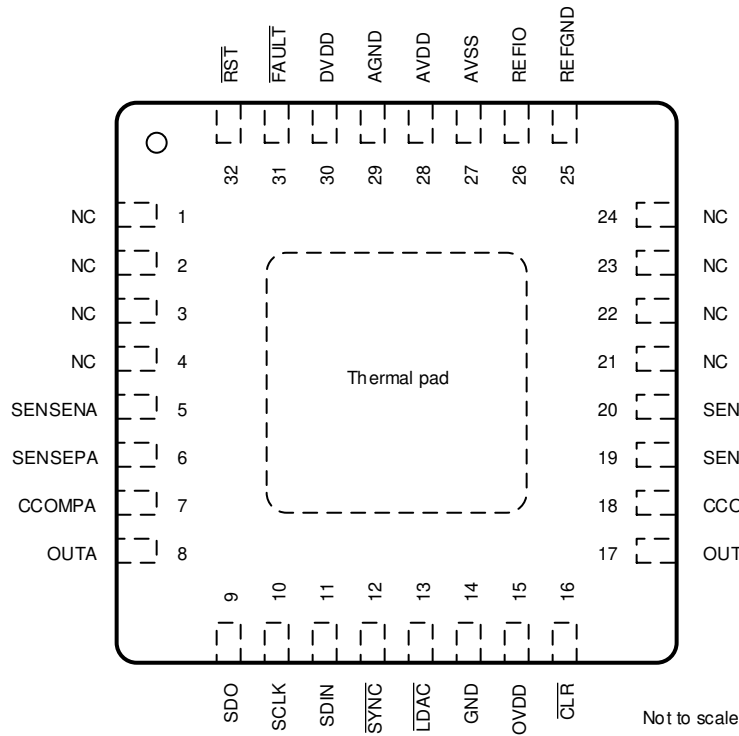 RST
FAULT
DVDD
AGND
AVDD
AVSS
REFIO
REFGND
32
31
30
29
28
27
26
25
NC 1
NC 2
NC 3
NC 4
SENSENA 5
SENSEPA 6
CCOMPA 7
OUTA 8
Thermal pad
24 NC
23 NC
22 NC
21 NC
20
19
18
17
9
10
11
12
13
14
15
16
SDO
SCLK
SDIN
SYNC
LDAC
GND
OVDD
CLR
Not to scale